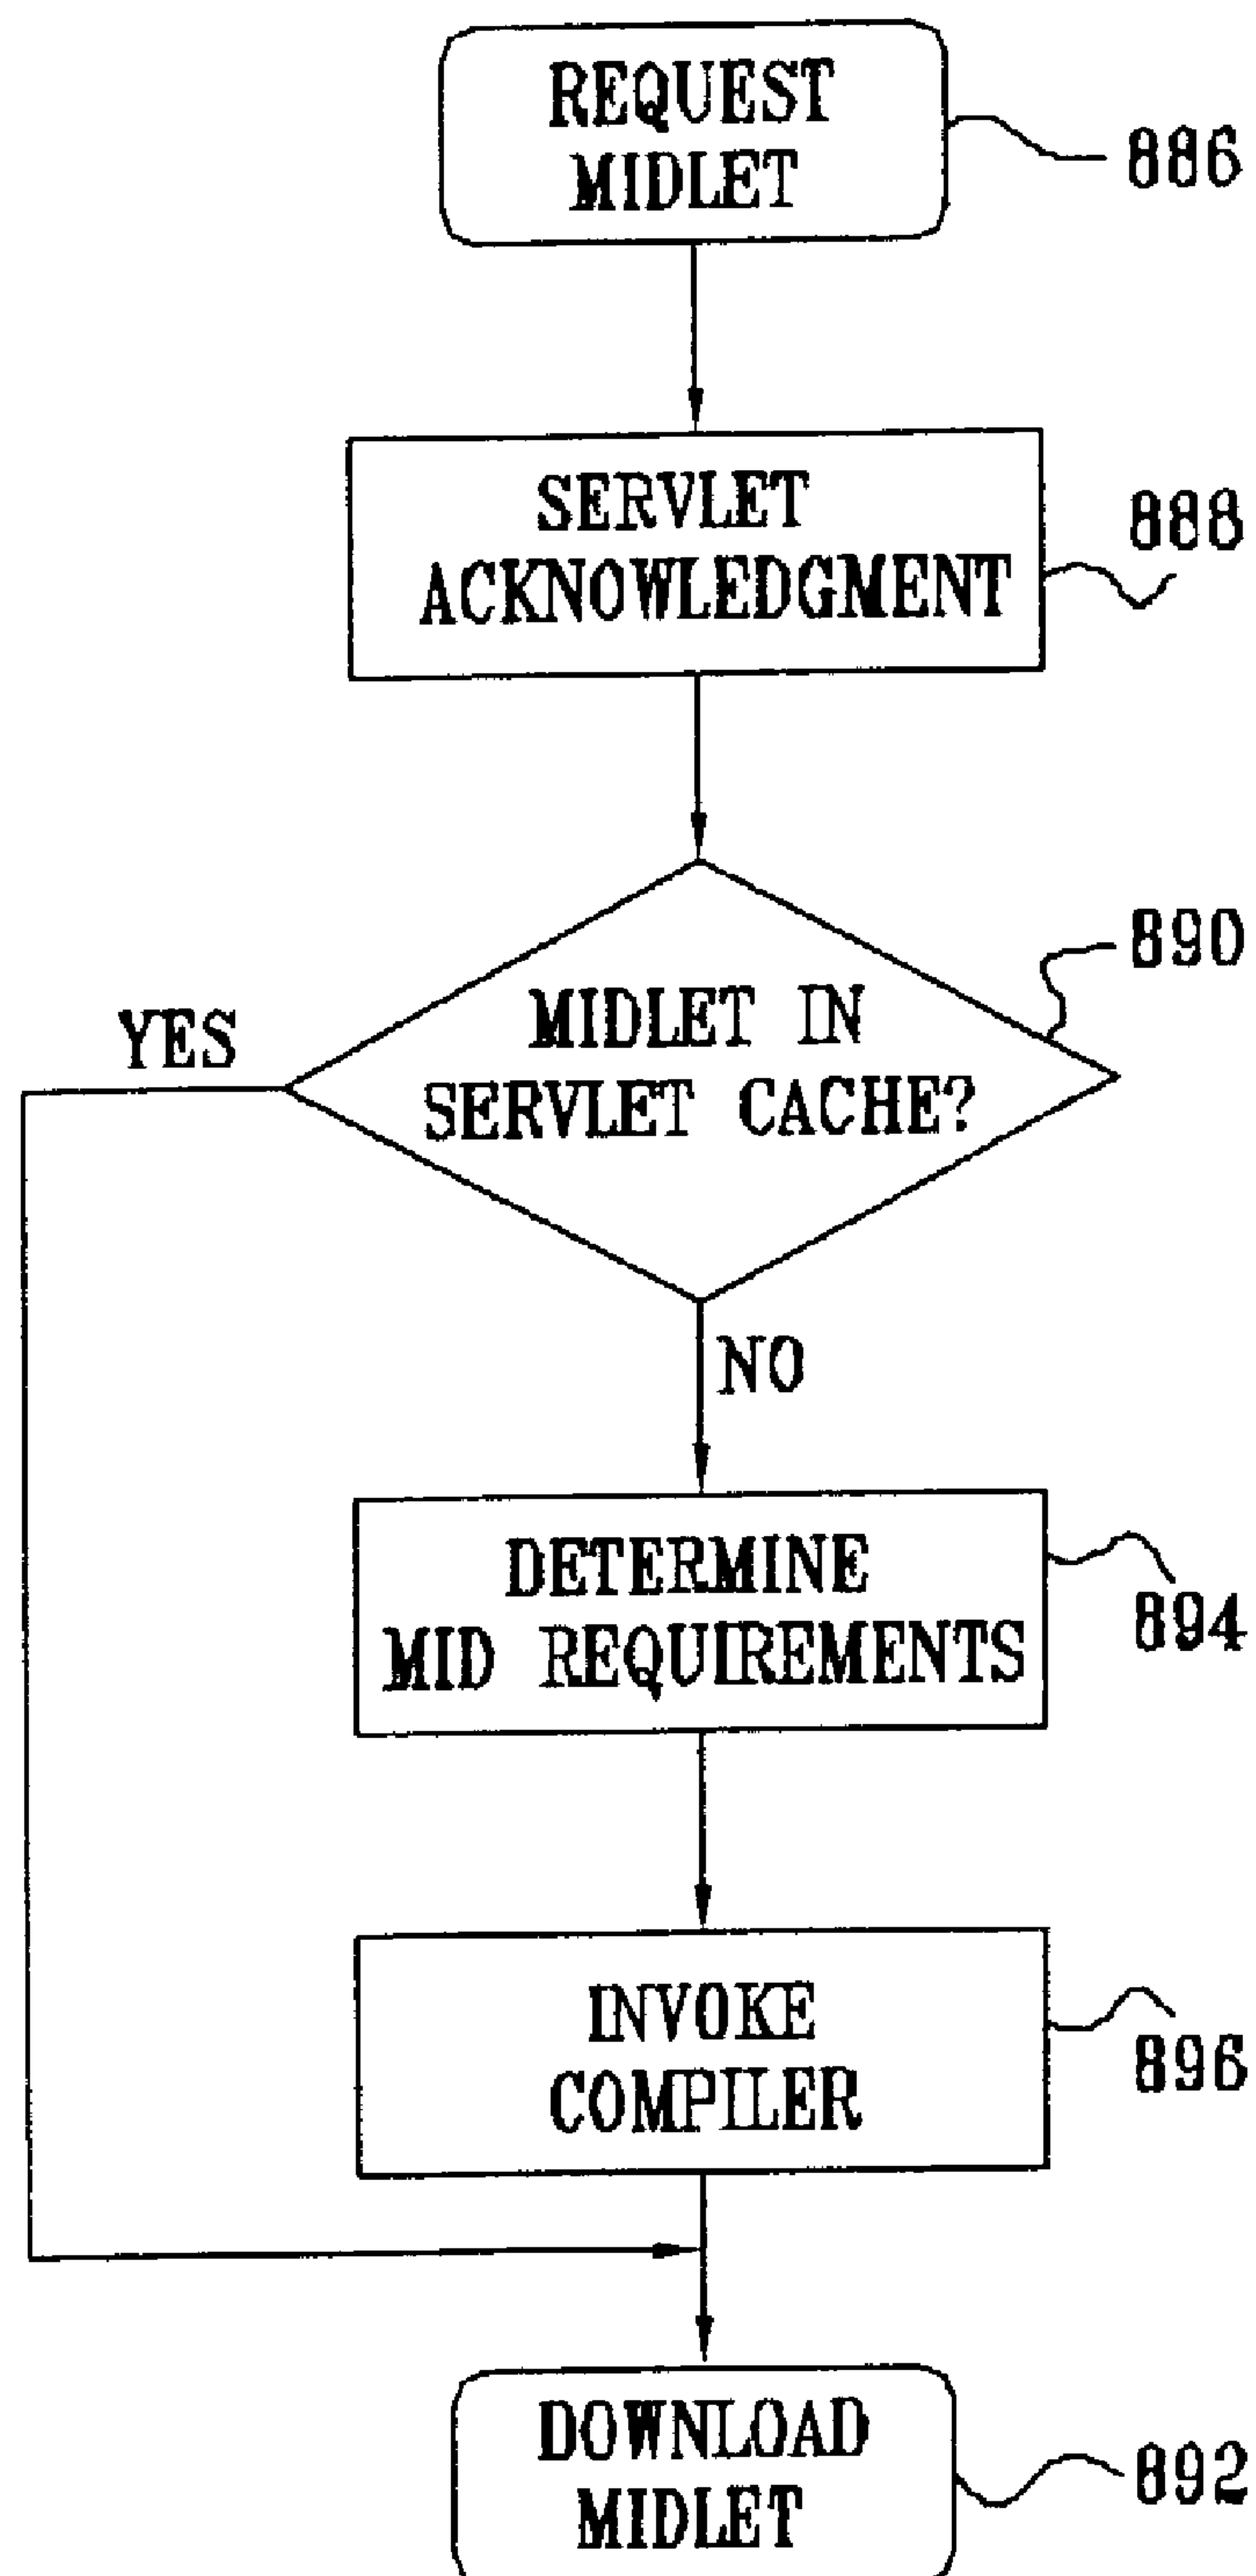 REQUEST
MIDLET
886
SERVLET
ACKNOWLEDGMENT
888
MIDLET IN
SERVLET CACHE?
890
YES
NO
DETERMINE
MID REQUIREMENTS
894
INVOKE
COMPILER
896
DOWNLOAD
MIDLET
892